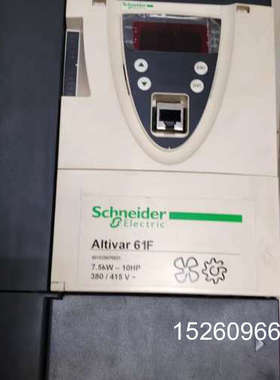 Schneider
Electric
ESC
ENT
Schneider
Electric
Altivar 61F
7.5kW - 10HP
380 / 415 V ~
15260966